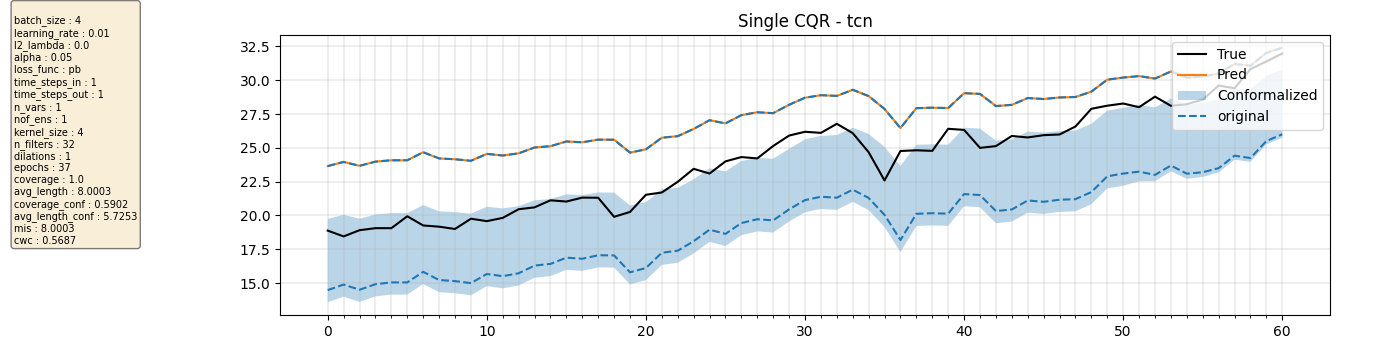 batch_size : 4
learning_rate : 0.01
l2_lambda : 0.0
alpha : 0.05
loss_func : pb
time_steps_in : 1
time_steps_out : 1
n_vars : 1
nof_ens : 1
kernel_size : 4
n_filters : 32
dilations : 1
epochs : 37
coverage : 1.0
avg_length : 8.0003
coverage_conf : 0.5902
avg_length_conf : 5.7253
mis : 8.0003
cwc : 0.5687
Single CQR - tcn
32.5
30.0
27.5
25.0
22.5
20.0
17.5
15.0
True
Pred
Conformalized
original
0 10 20 30 40 50 60